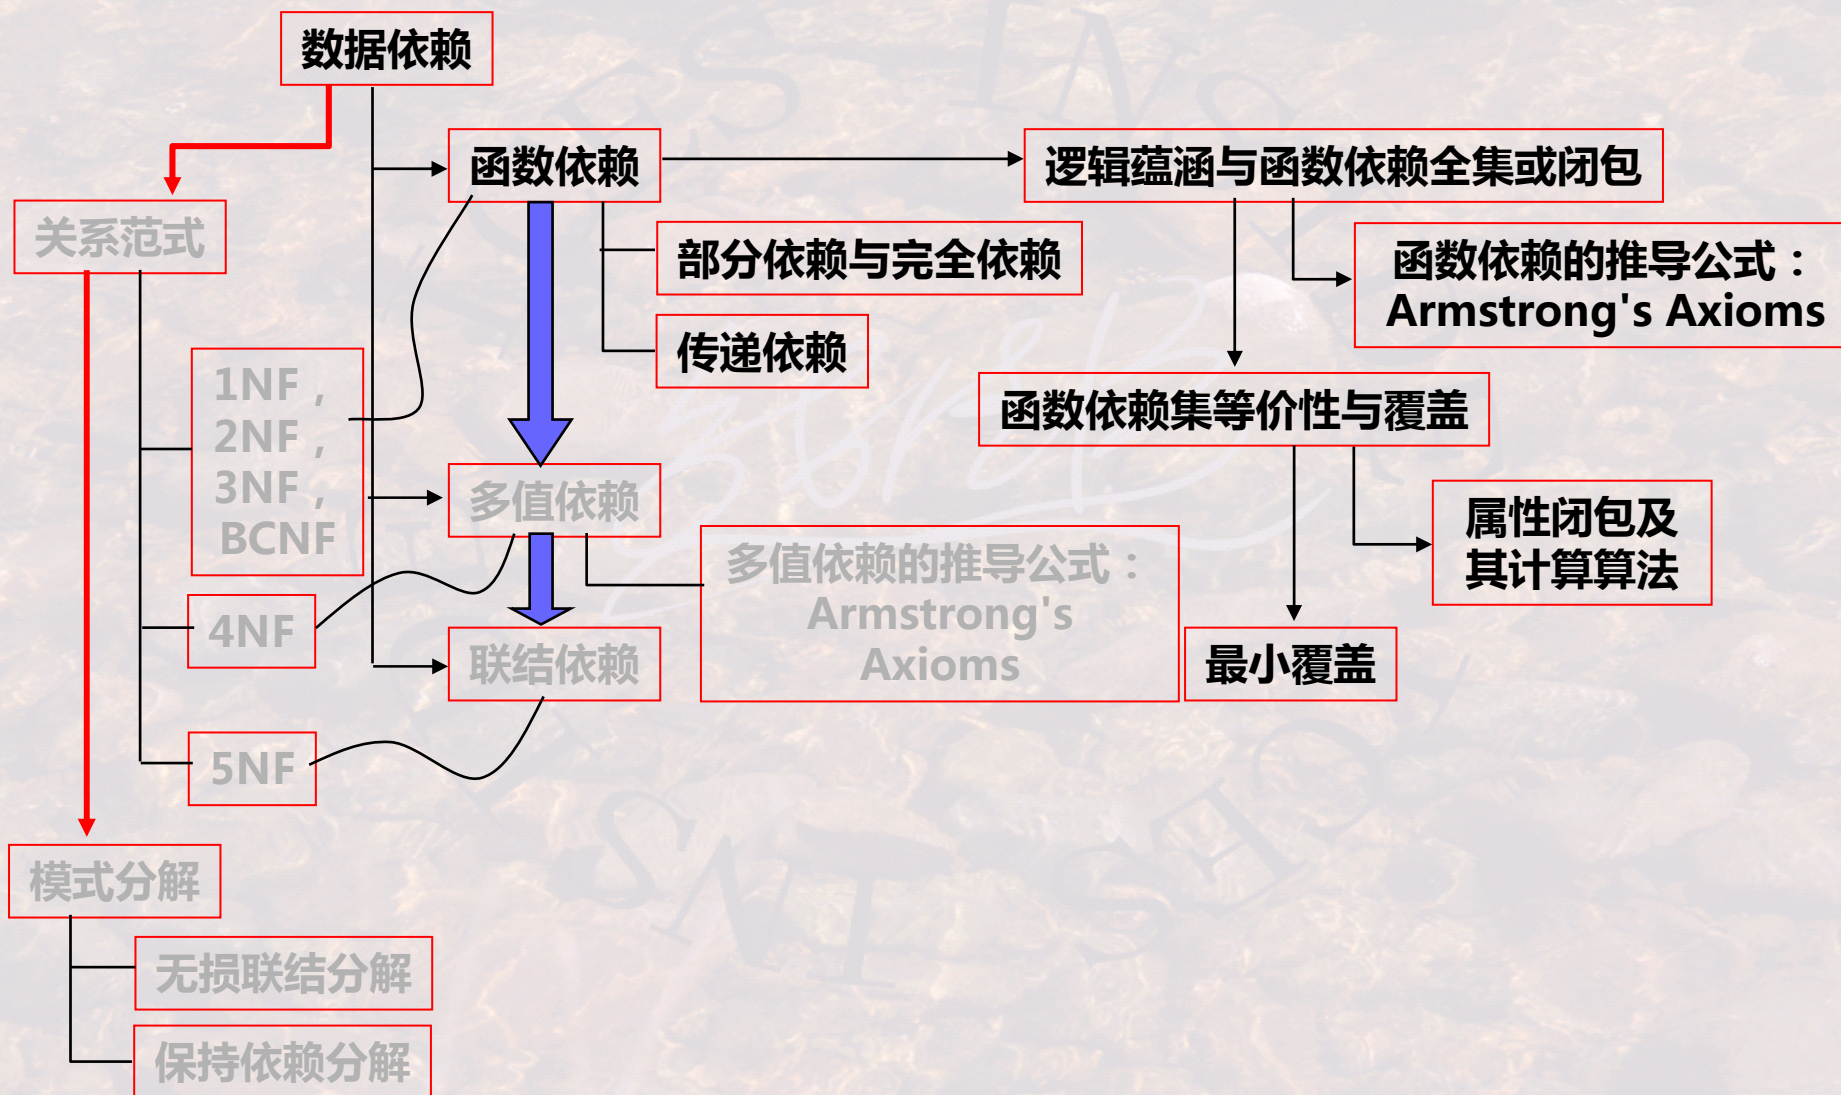 数据依赖
函数依赖
逻辑蕴涵与函数依赖全集或闭包
关系范式
部分依赖与完全依赖
函数依赖的推导公式：
Armstrong's Axioms
传递依赖
1NF，
2NF，
3NF，
BCNF
函数依赖集等价性与覆盖
多值依赖
属性闭包及
其计算算法
多值依赖的推导公式：
Armstrong's
Axioms
4NF
联结依赖
最小覆盖
5NF
模式分解
无损联结分解
保持依赖分解